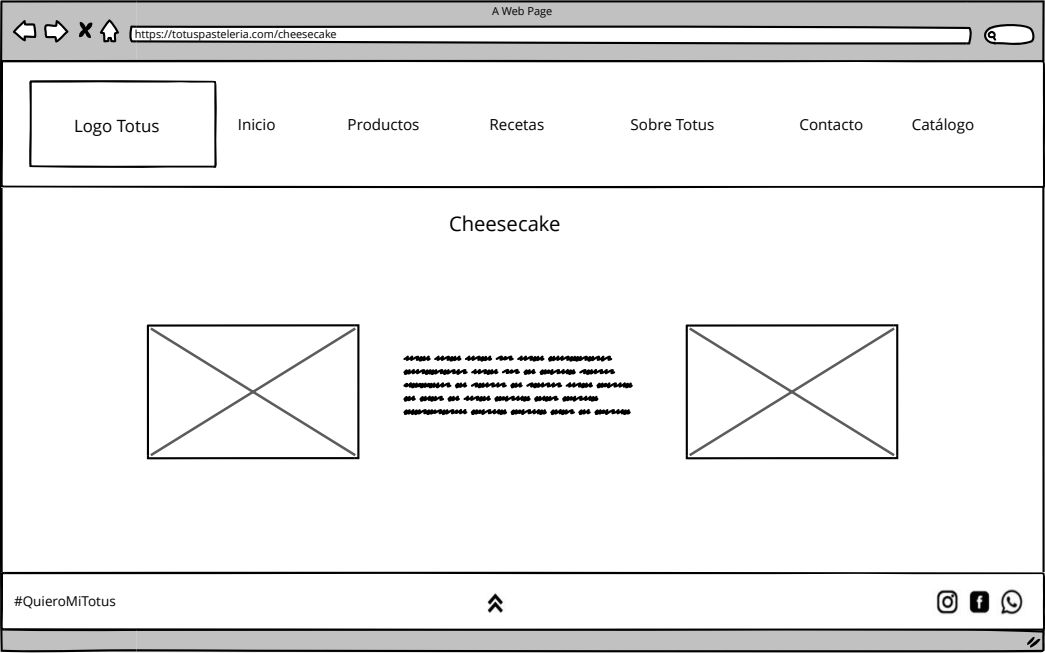 A Web Page
https://totuspasteleria.com/cheesecake
Logo Totus
Inicio
Productos
Recetas
Sobre Totus
Contacto
Catálogo
Cheesecake
#QuieroMiTotus